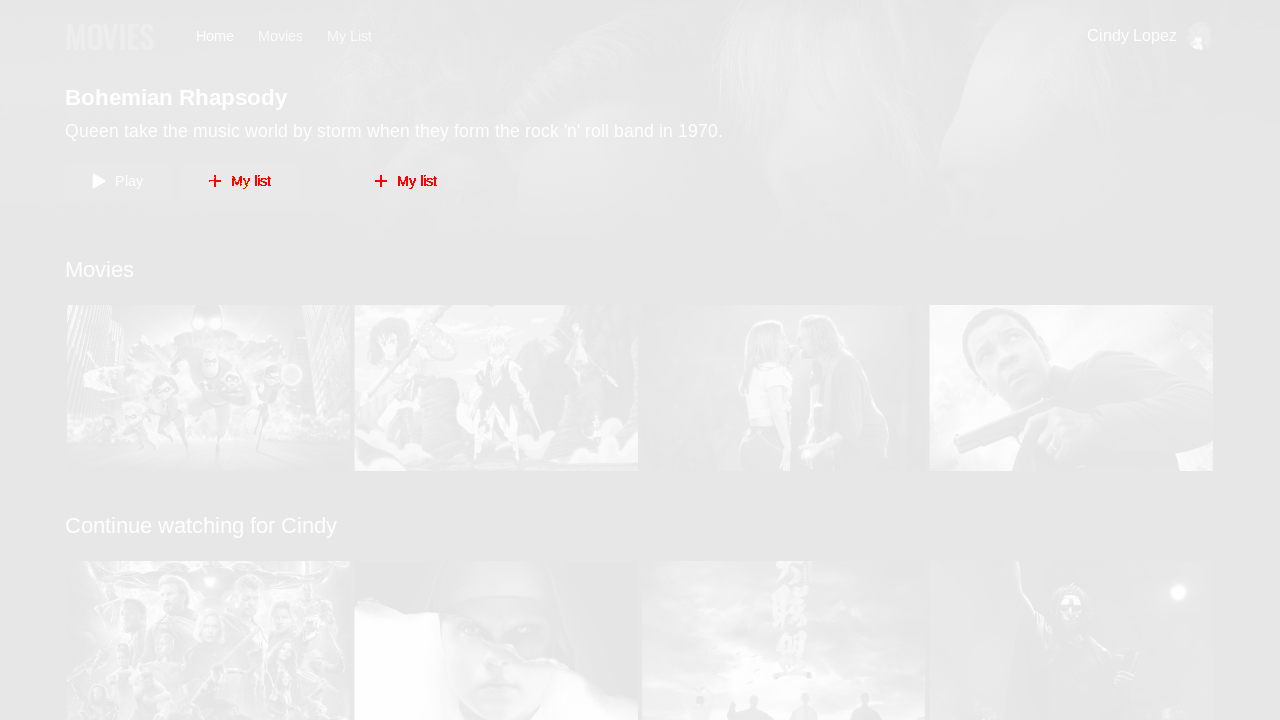 MOVIES Home Movies My List Cindy Lopez
Bohemian Rhapsody
Queen take the music world by storm when they form the rock 'n' roll band in 1970.
Play + My list + My list
Movies
Continue watching for Cindy